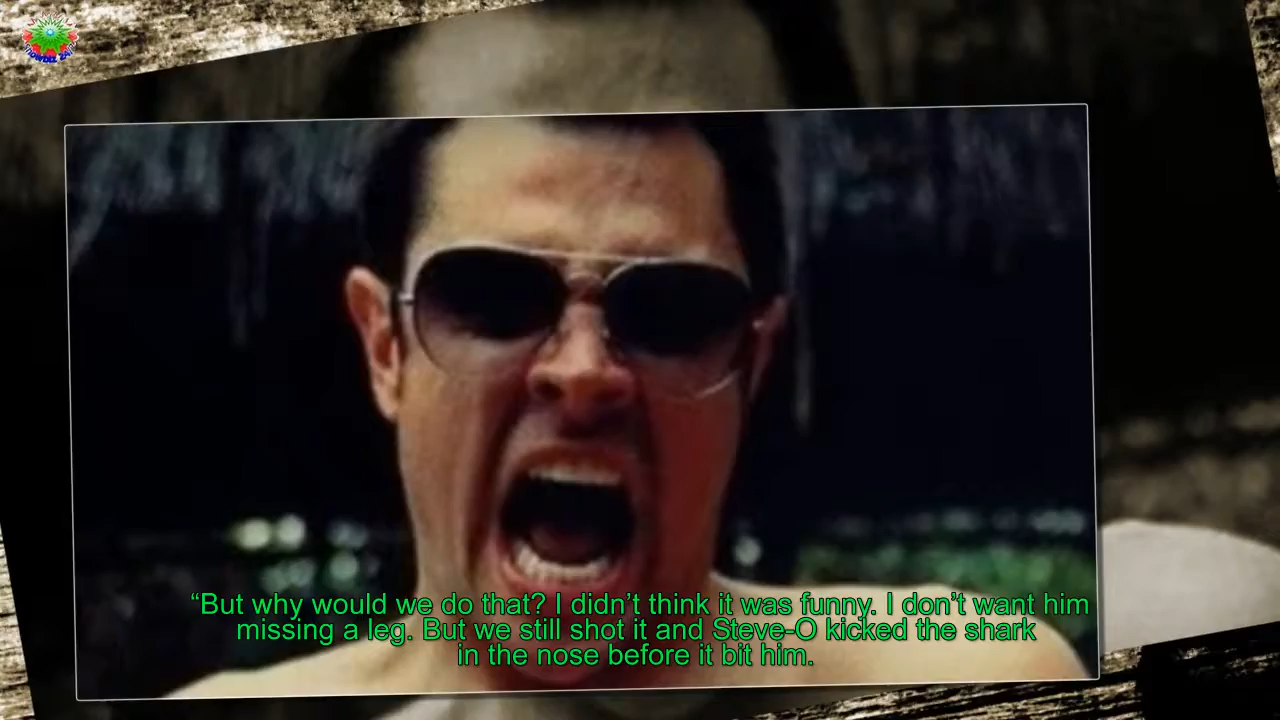 “But why would we do that? I didn’t think it was funny. I don’t want him
missing a leg. But we still shot it and Steve-O kicked the shark
in the nose before it bit him.